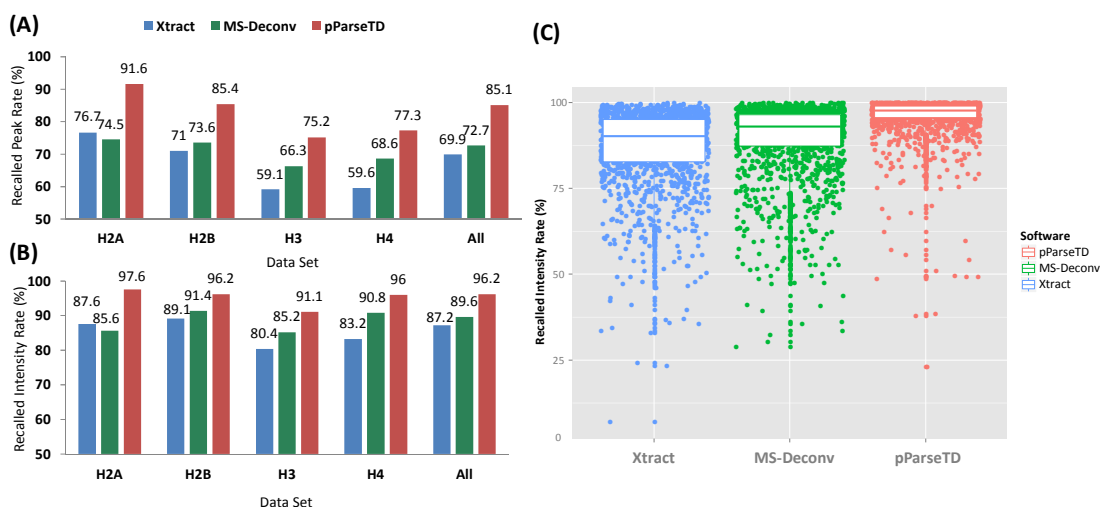 (A)
Xtract MS-Deconv pParseTD
Recalled Peak Rate (%)
100
90
80
70
60
50
76.7 74.5 91.6
71 73.6 85.4
59.1 66.3 75.2
59.6 68.6 77.3
69.9 72.7 85.1
H2A H2B H3 H4 All
Data Set
(B)
Recalled Intensity Rate (%)
100
90
80
70
60
50
87.6 85.6 97.6
89.1 91.4 96.2
80.4 85.2 91.1
83.2 90.8 96
87.2 89.6 96.2
H2A H2B H3 H4 All
Data Set
(C)
Recalled Intensity Rate (%)
100
75
50
25
0
Xtract MS-Deconv pParseTD
Software
pParseTD
MS-Deconv
Xtract